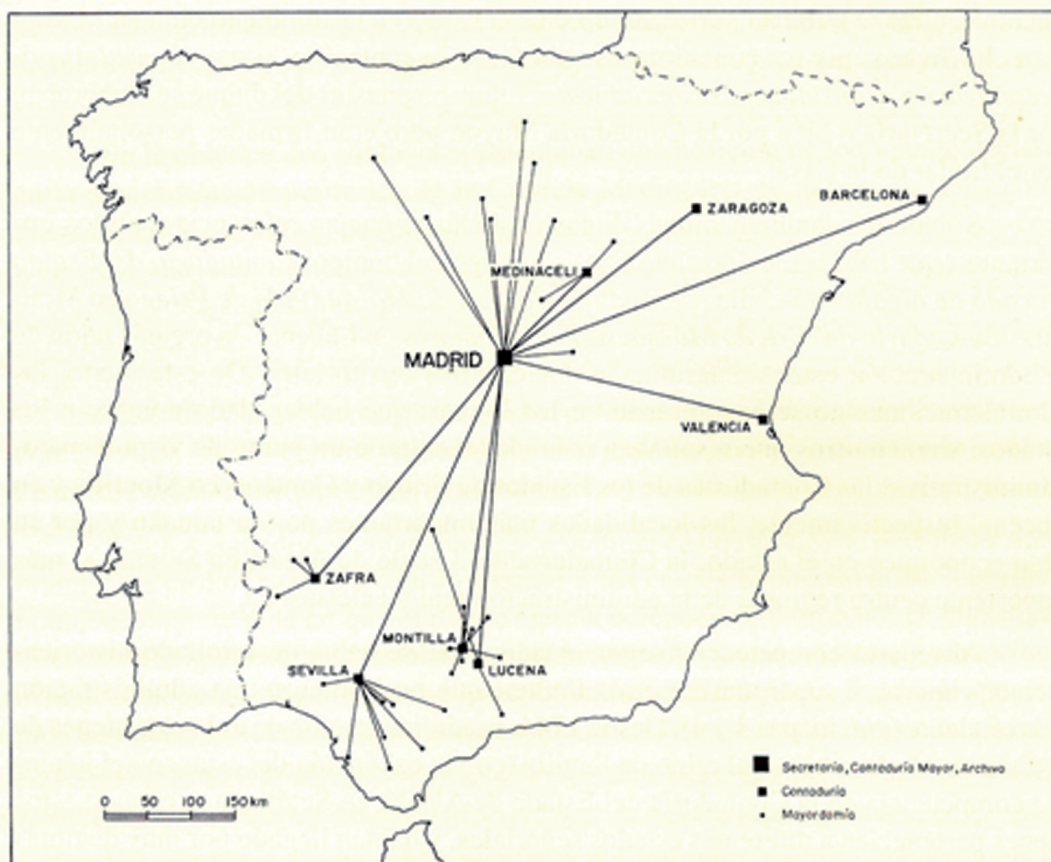 BARCELONA
ZARAGOZA
MEDINACELI
MADRID
VALENCIA
ZAFRA
MONTILLA
SEVILLA
LUCENA
Secretaría, Contaduría Mayor, Archivo
Contaduría
Mayordomía
0 50 100 150 km